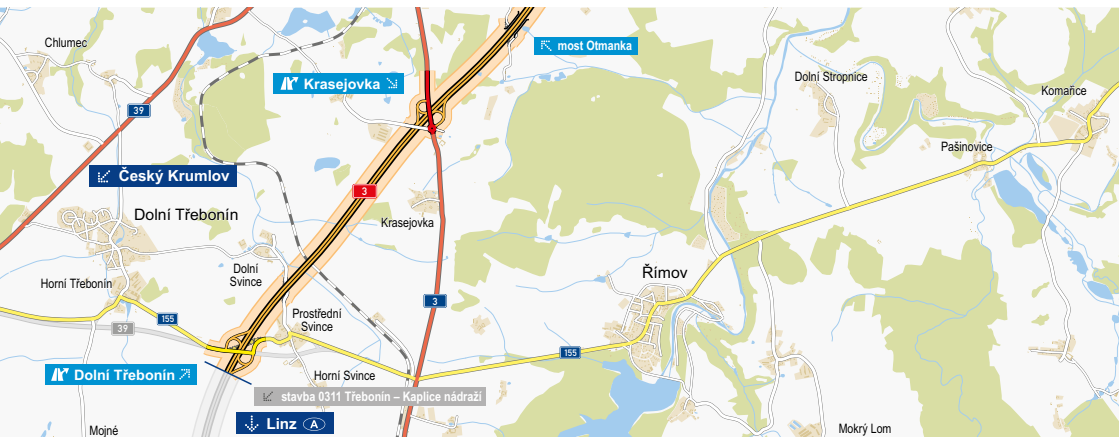 Chlumec
most Otmanka
Krasejovka
Dolní Stropnice
Komařice
39
Pašinovice
Český Krumlov
3
Dolní Třebonín
Krasejovka
Dolní
Svince
Římov
Horní Třebonín
3
155
Prostřední
Svince
39
155
Dolní Třebonín
Horní Svince
stavba 0311 Třebonín – Kaplice nádraží
Linz A
Mojné
Mokrý Lom